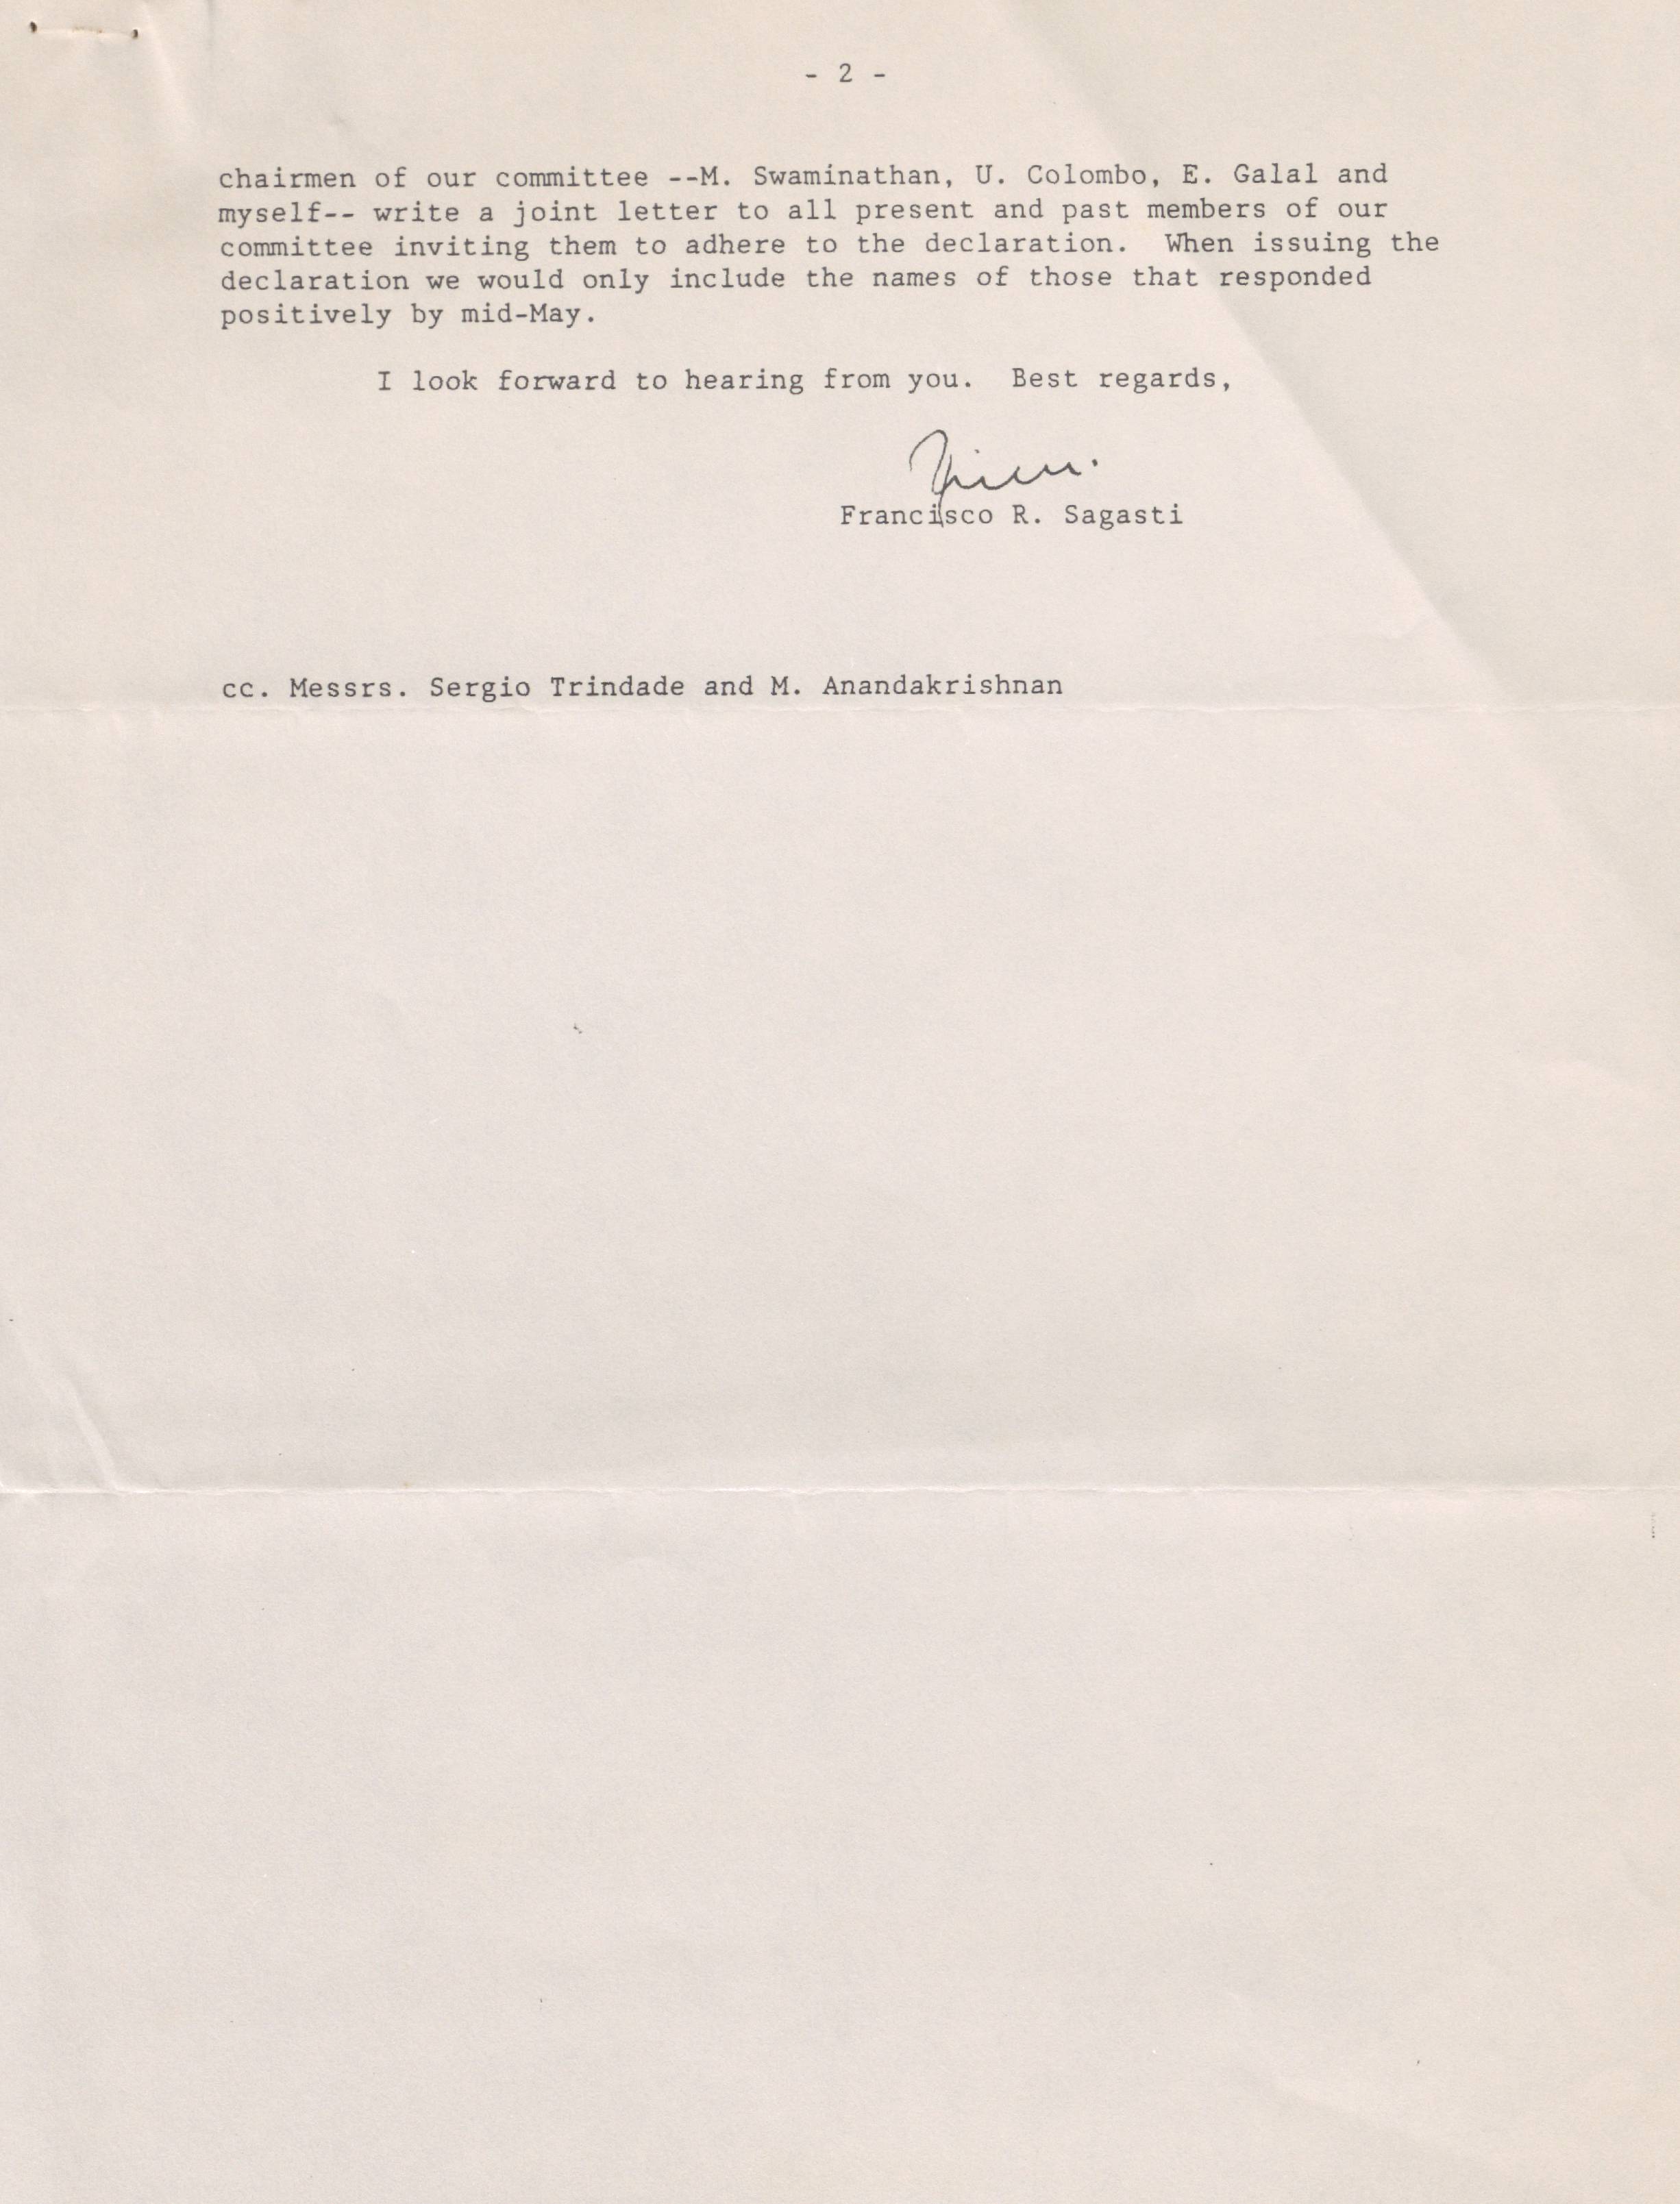 - 2 -
chairmen of our committee --M. Swaminathan, U. Colombo, E. Galal and
myself-- write a joint letter to all present and past members of our
committee inviting them to adhere to the declaration. When issuing the
declaration we would only include the names of those that responded
positively by mid-May.
I look forward to hearing from you. Best regards,
Francisco R. Sagasti
cc. Messrs. Sergio Trindade and M. Anandakrishnan